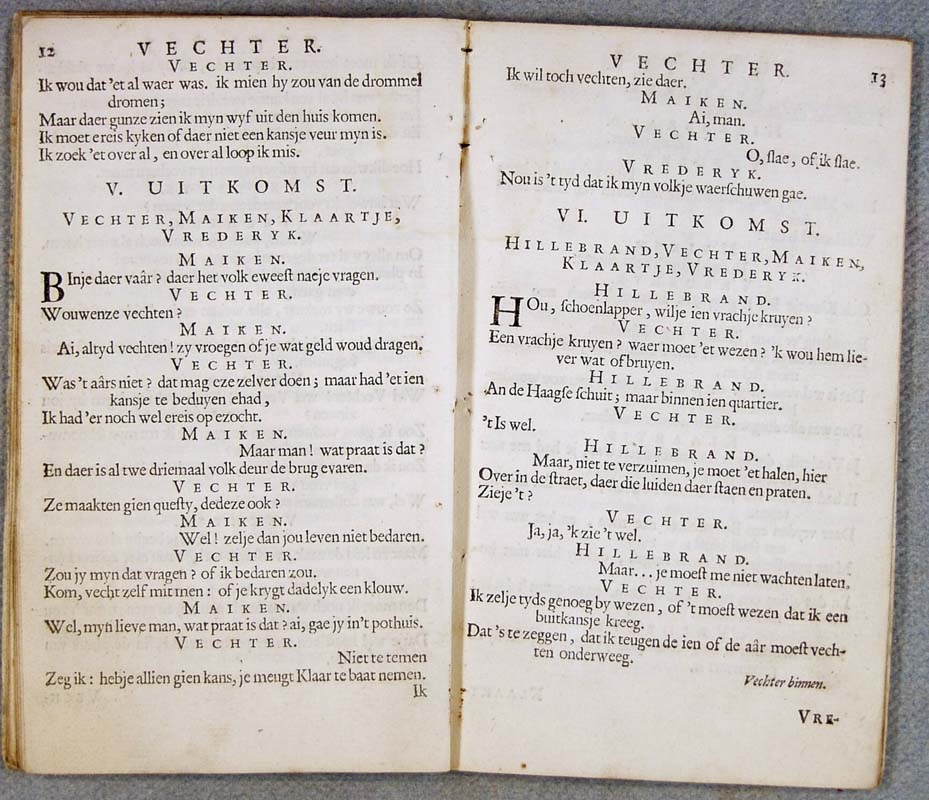 12 VECHTER.
VECHTER.
Ik wou dat 'et al waer was. ik mien hy zou van de drommel
dromen;
Maar daer gunze zien ik myn wyf uit den huis komen.
Ik moet ereis kyken of daer niet een kansje veur myn is.
Ik zoek 'et over al, en over al loop ik mis.
V. UITKOMST.
VECHTER, MAIKEN, KLAARTJE,
VREDERYK.
MAIKEN.
BInje daer vaâr? daer het volk eweeſt nae je vragen.
VECHTER.
Wouwenze vechten?
MAIKEN.
Ai, altyd vechten! zy vroegen of je wat geld woud dragen.
VECHTER.
Was't aârs niet? dat mag eze zelver doen; maar had'et ien
kansje te beduyen ehad,
Ik had'er noch wel ereis op ezocht.
MAIKEN.
Maar man! wat praat is dat?
En daer is al twe driemaal volk deur de brug evaren.
VECHTER.
Ze maakten gien queſty, dedeze ook?
MAIKEN.
Wel! zelje dan jou leven niet bedaren.
VECHTER.
Zou jy myn dat vragen? of ik bedaren zou.
Kom, vecht zelf mit men: of je krygt dadelyk een klouw.
MAIKEN.
Wel, myn lieve man, wat praat is dat? ai, gae jy in't pothuis.
VECHTER.
Niet te temen
Zeg ik: hebje allien gien kans, je meugt Klaar te baat nemen.
Ik
VECHTER. 13
Ik wil toch vechten, zie daer.
MAIKEN.
Ai, man.
VECHTER.
O, ſlae, of ik ſlae.
VREDERYK.
Nou is 't tyd dat ik myn volkje waerſchuwen gae.
VI. UITKOMST.
HILLEBRAND, VECHTER, MAIKEN,
KLAARTJE, VREDERYK.
HILLEBRAND.
HOu, ſchoenlapper, wilje ien vrachje kruyen?
VECHTER.
Een vrachje kruyen? waer moet 'et wezen? 'k wou hem lie-
ver wat ofbruyen.
HILLEBRAND.
An de Haagſe ſchuit; maar binnen ien quartier.
VECHTER.
't Is wel.
HILLEBRAND.
Maar, niet te verzuimen, je moet 'et halen, hier
Over in de ſtraet, daer die luiden daer ſtaen en praten.
Zieje 't?
VECHTER.
Ja, ja, 'k zie 't wel.
HILLEBRAND.
Maar... je moeſt me niet wachten laten.
VECHTER.
Ik zelje tyds genoeg by wezen, of 't moeſt wezen dat ik een
buitkansje kreeg.
Dat 's te zeggen, dat ik teugen de ien of de aâr moeſt vech-
ten onderweeg.
Vechter binnen.
VRE-